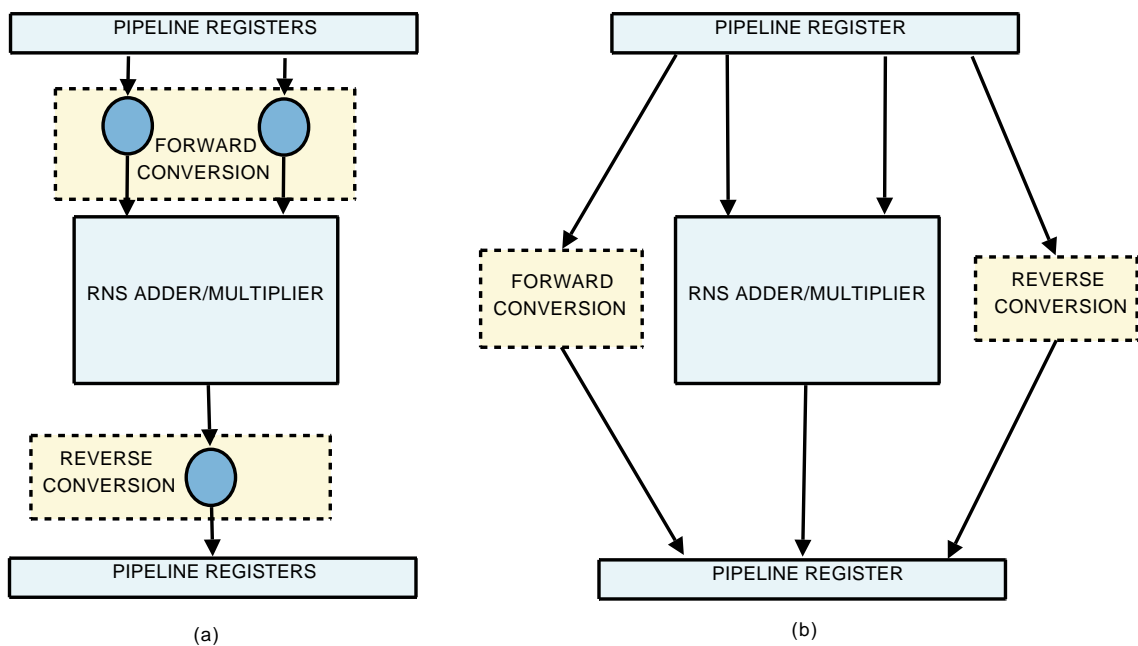 PIPELINE REGISTERS
FORWARD
CONVERSION
RNS ADDER/MULTIPLIER
REVERSE
CONVERSION
PIPELINE REGISTERS
(a)
PIPELINE REGISTER
FORWARD
CONVERSION
RNS ADDER/MULTIPLIER
REVERSE
CONVERSION
PIPELINE REGISTER
(b)